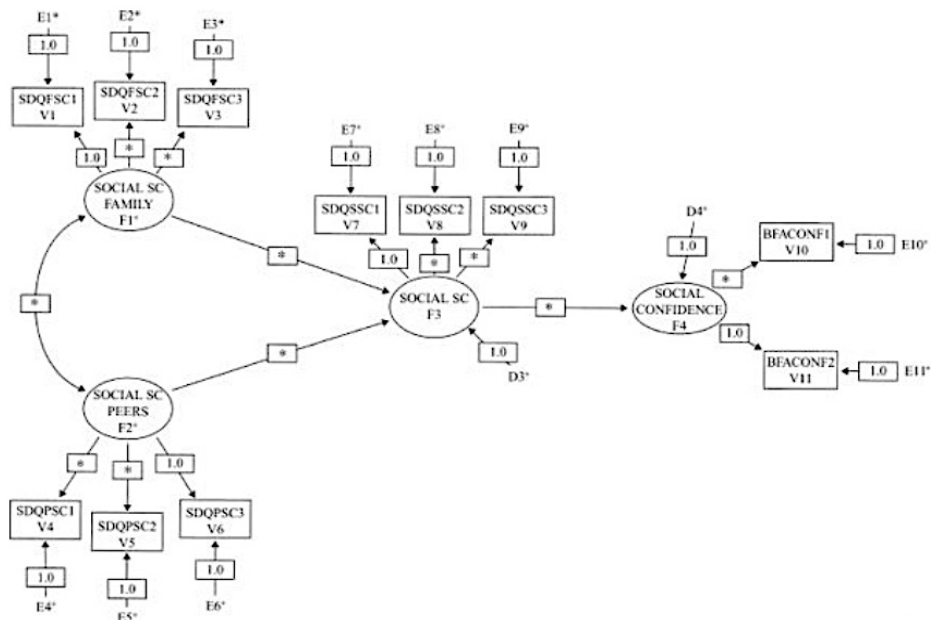 E1*
E2*
E3*
1.0
1.0
1.0
SDQFSC1
V1
SDQFSC2
V2
SDQFSC3
V3
1.0
*
*
SOCIAL SC
FAMILY
F1*
E7*
E8*
E9*
1.0
1.0
1.0
SDQSSC1
V7
SDQSSC2
V8
SDQSSC3
V9
1.0
*
*
*
*
SOCIAL SC
F3
1.0
D3*
*
*
D4*
1.0
SOCIAL
CONFIDENCE
F4
*
1.0
BFACONF1
V10
1.0
E10*
BFACONF2
V11
1.0
E11*
SOCIAL SC
PEERS
F2*
*
*
1.0
SDQPSC1
V4
SDQPSC2
V5
SDQPSC3
V6
1.0
1.0
1.0
E4*
E5*
E6*